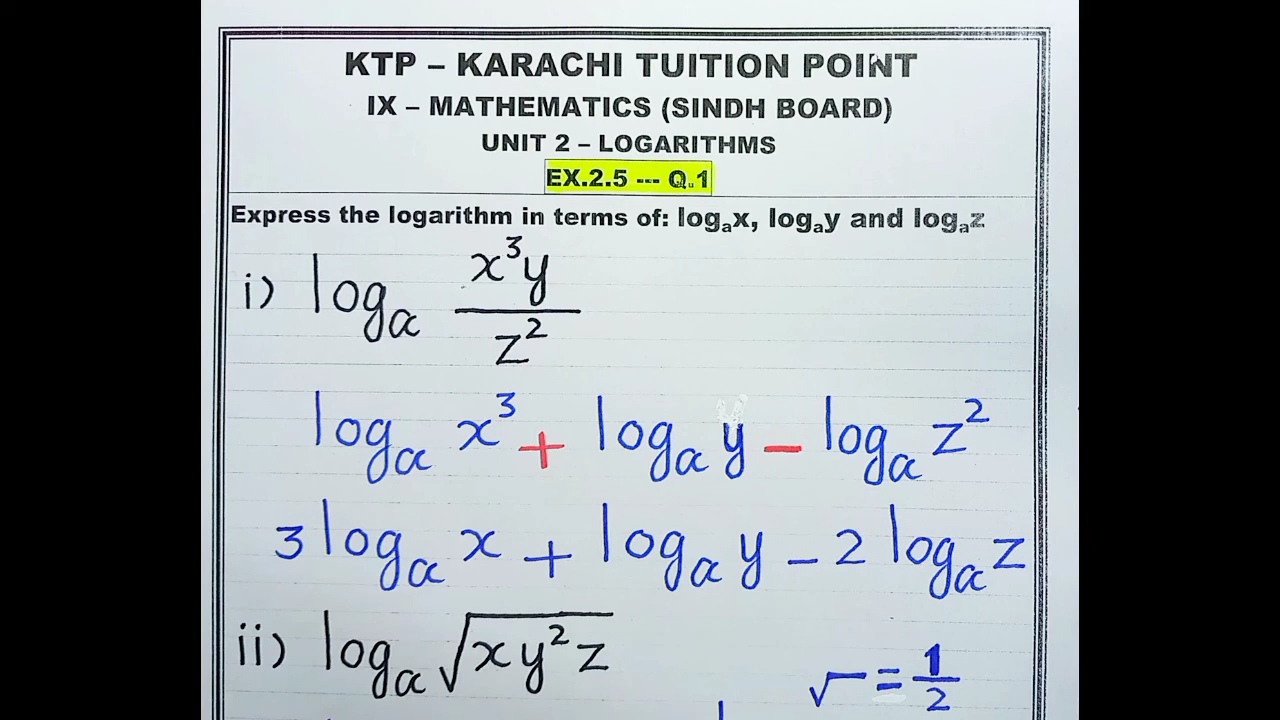 KTP – KARACHI TUITION POINT
IX – MATHEMATICS (SINDH BOARD)
UNIT 2 – LOGARITHMS
EX.2.5 --- Q.1
Express the logarithm in terms of: logₐx, logₐy and logₐz
i) logₐ x³y / z²
logₐ x³ + logₐ y – logₐ z²
3 logₐ x + logₐ y – 2 logₐ z
ii) logₐ √(xy²z)
√ = 1/2